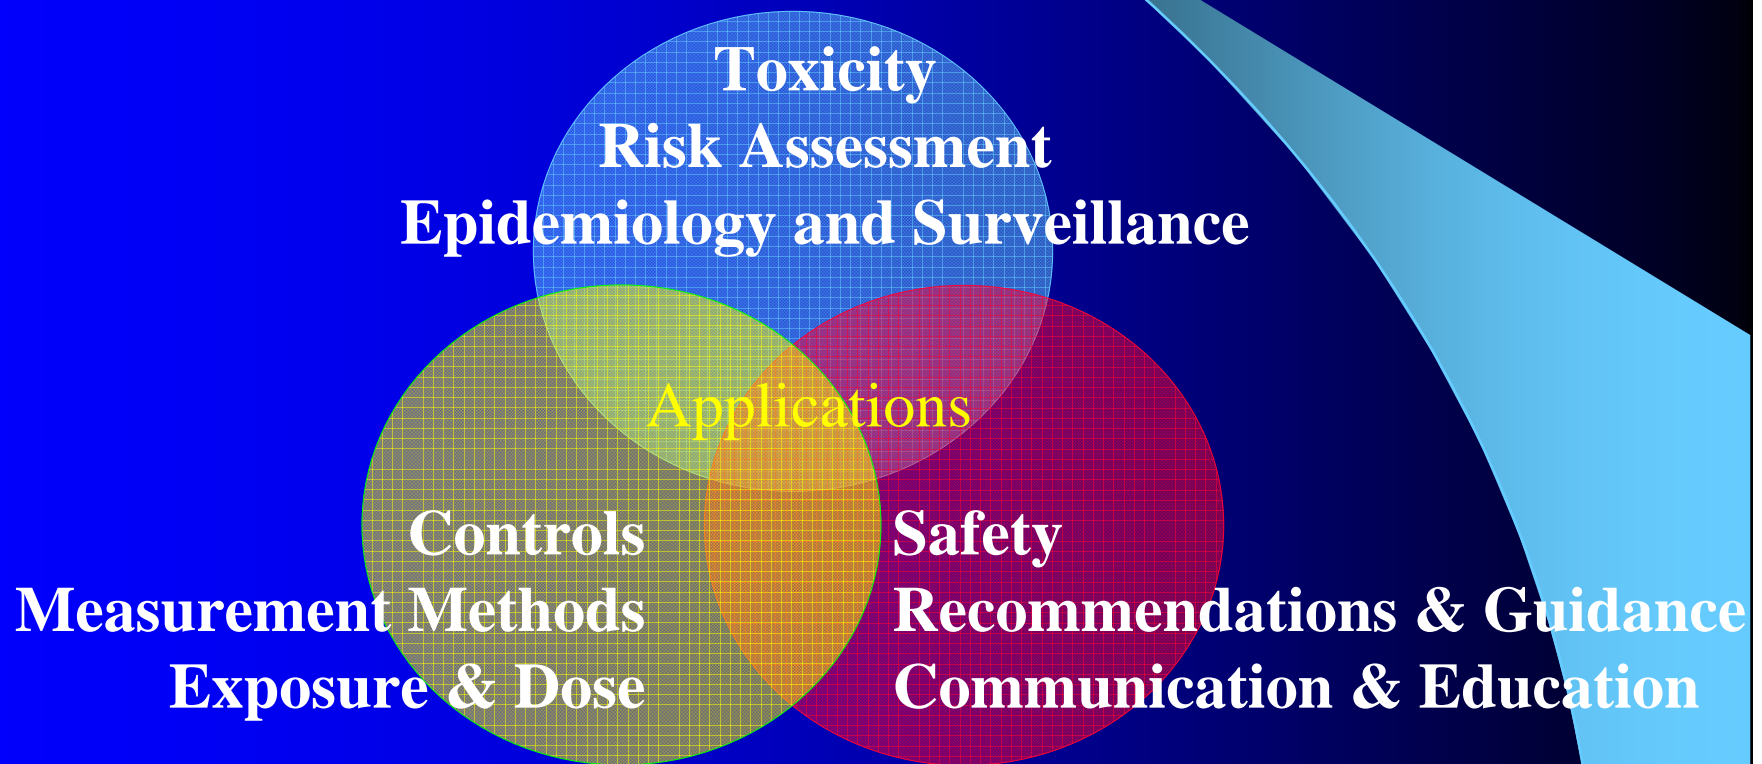 Toxicity
Risk Assessment
Epidemiology and Surveillance
Applications
Controls
Measurement Methods
Exposure & Dose
Safety
Recommendations & Guidance
Communication & Education